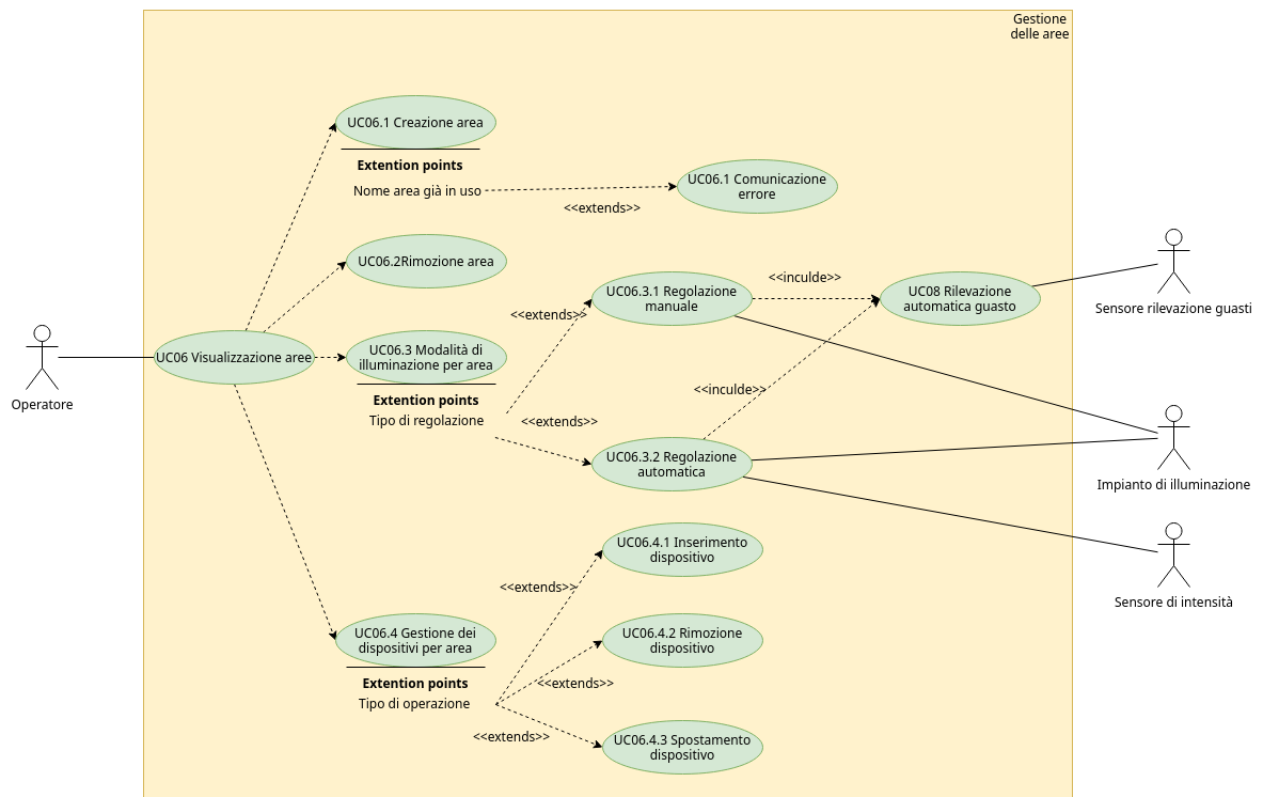 Gestione
delle aree
UC06.1 Creazione area
Extention points
Nome area già in uso
<<extends>>
UC06.1 Comunicazione
errore
UC06.2Rimozione area
UC06.3.1 Regolazione
manuale
<<inculde>>
UC08 Rilevazione
automatica guasto
Sensore rilevazione guasti
<<extends>>
Operatore
UC06 Visualizzazione aree
UC06.3 Modalità di
illuminazione per area
Extention points
Tipo di regolazione
<<inculde>>
<<extends>>
UC06.3.2 Regolazione
automatica
Impianto di illuminazione
UC06.4.1 Inserimento
dispositivo
<<extends>>
Sensore di intensità
UC06.4 Gestione dei
dispositivi per area
Extention points
Tipo di operazione
UC06.4.2 Rimozione
dispositivo
<<extends>>
<<extends>>
UC06.4.3 Spostamento
dispositivo